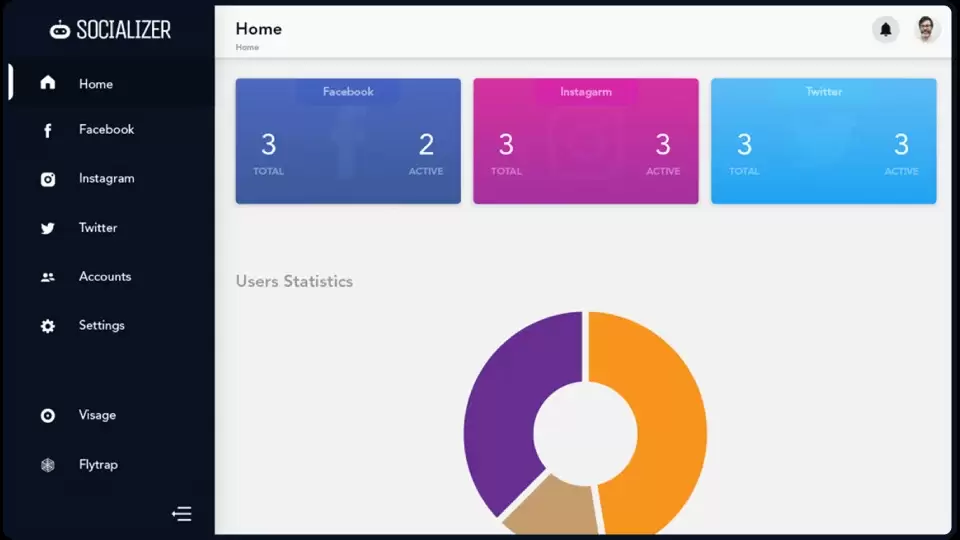 SOCIALIZER
Home
Facebook
Instagram
Twitter
Accounts
Settings
Visage
Flytrap
Home
Home
Facebook
3
TOTAL
2
ACTIVE
Instagarm
3
TOTAL
3
ACTIVE
Twitter
3
TOTAL
3
ACTIVE
Users Statistics